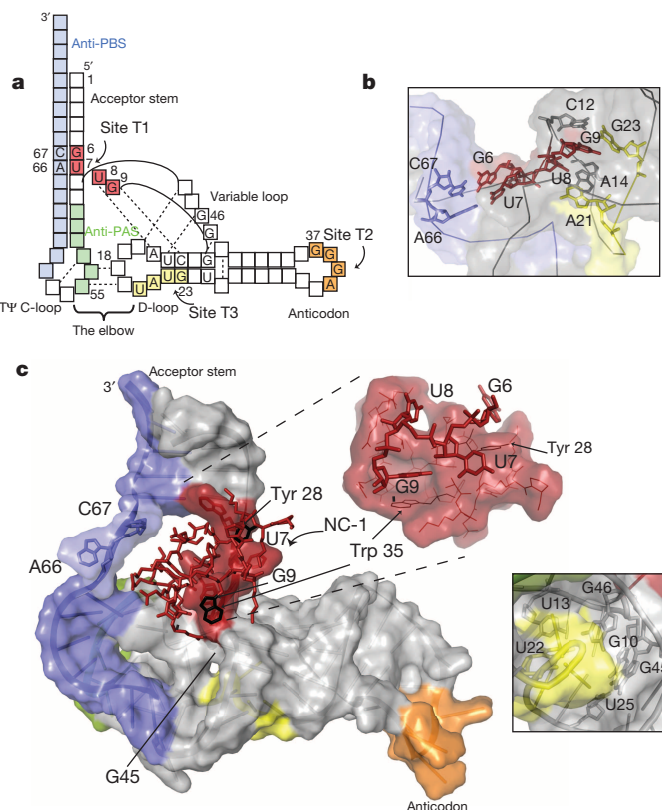 a
3′
Anti-PBS
5′
1
Acceptor stem
Site T1
67 C G 6
66 A U 7
U 8
G 9
Variable loop
G 46
G
Anti-PAS
18
A U C G
U A U G U
23
55
37 Site T2
G G
G
A
TΨ C-loop
D-loop
Site T3
Anticodon
The elbow
b
C12
G9
G23
C67
G6
U8
A14
U7
A66
A21
c
Acceptor stem
3′
C67
Tyr 28
A66
U7
NC-1
G9
Trp 35
G45
Anticodon
U8
G6
Tyr 28
U7
G9
G46
U13
G10
U22
U25